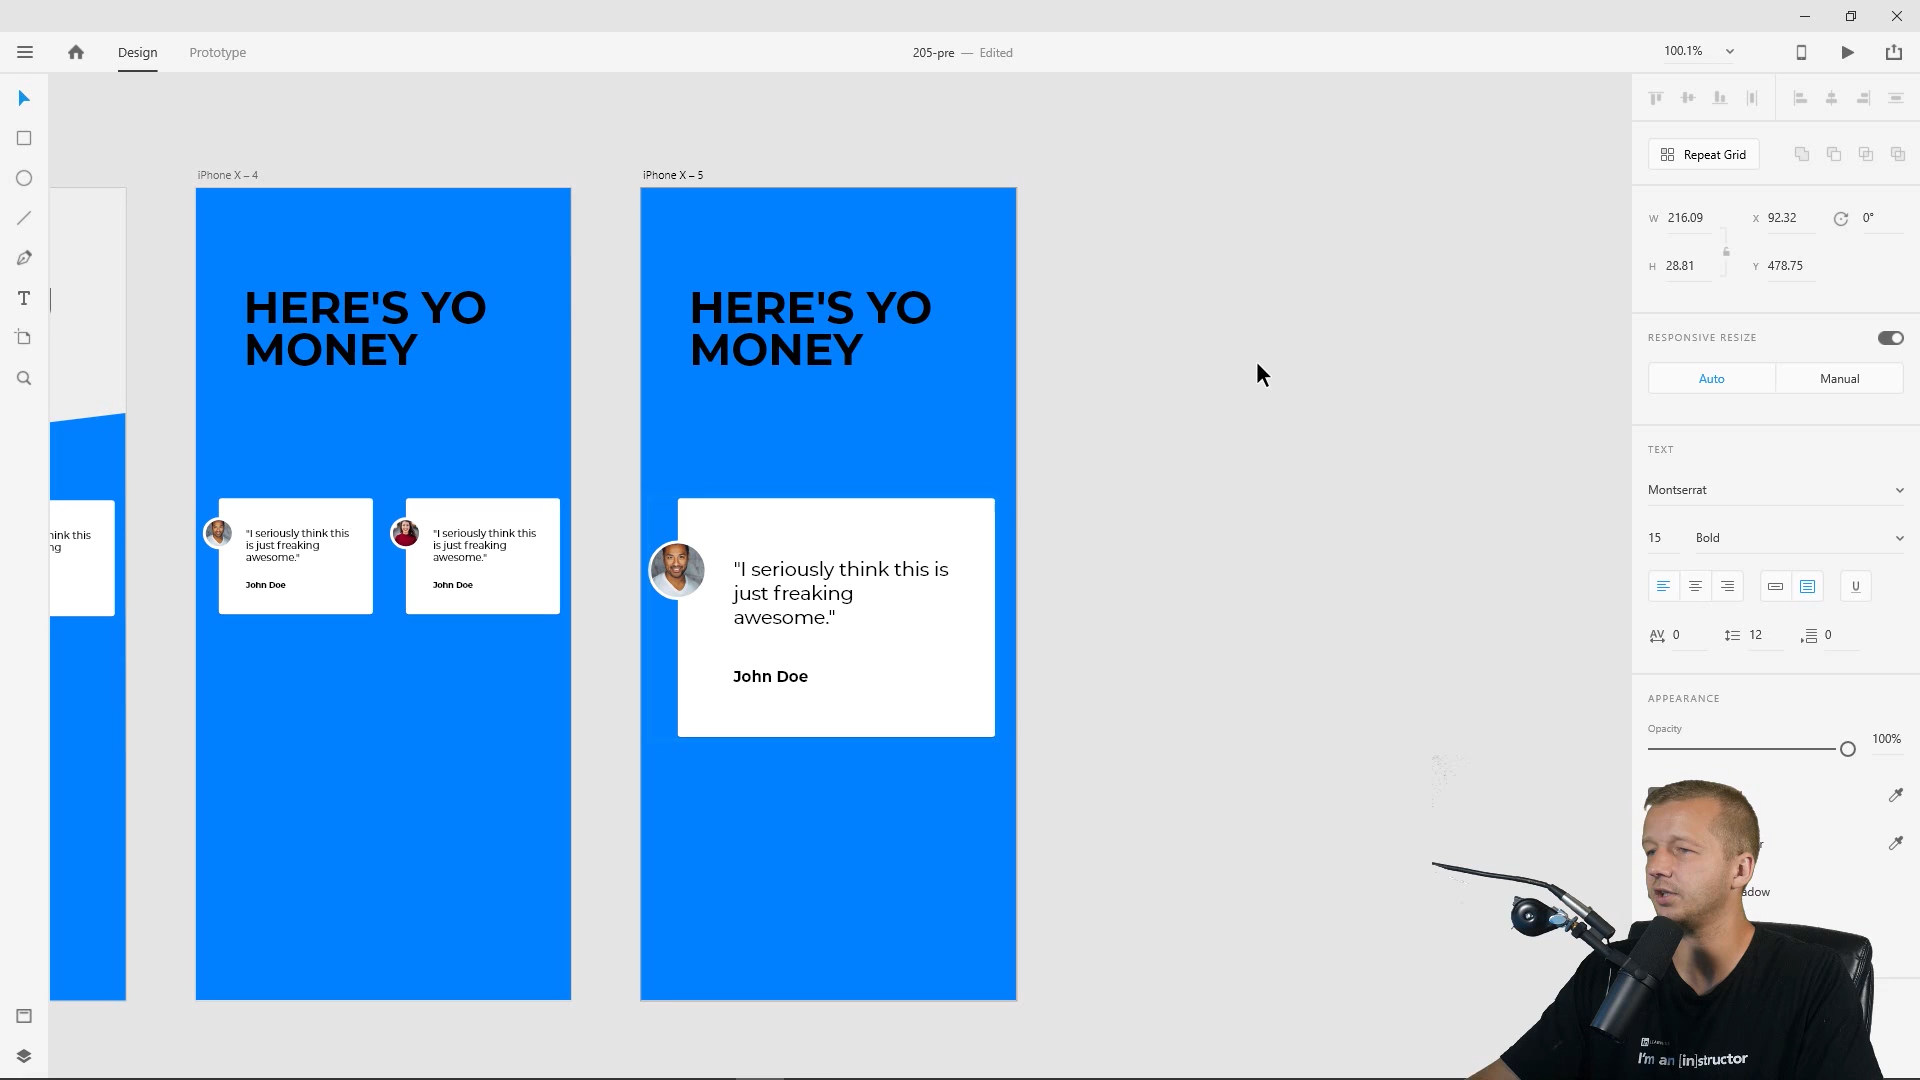 Design
Prototype
205-pre — Edited
100.1%
iPhone X – 4
iPhone X – 5
HERE'S YO
MONEY
"I seriously think this
is just freaking
awesome."
John Doe
"I seriously think this
is just freaking
awesome."
John Doe
HERE'S YO
MONEY
"I seriously think this is
just freaking
awesome."
John Doe
Repeat Grid
W 216.09
X 92.32
0°
H 28.81
Y 478.75
RESPONSIVE RESIZE
Auto
Manual
TEXT
Montserrat
15
Bold
U
AV 0
12
0
APPEARANCE
Opacity
100%
I'm an [in]structor